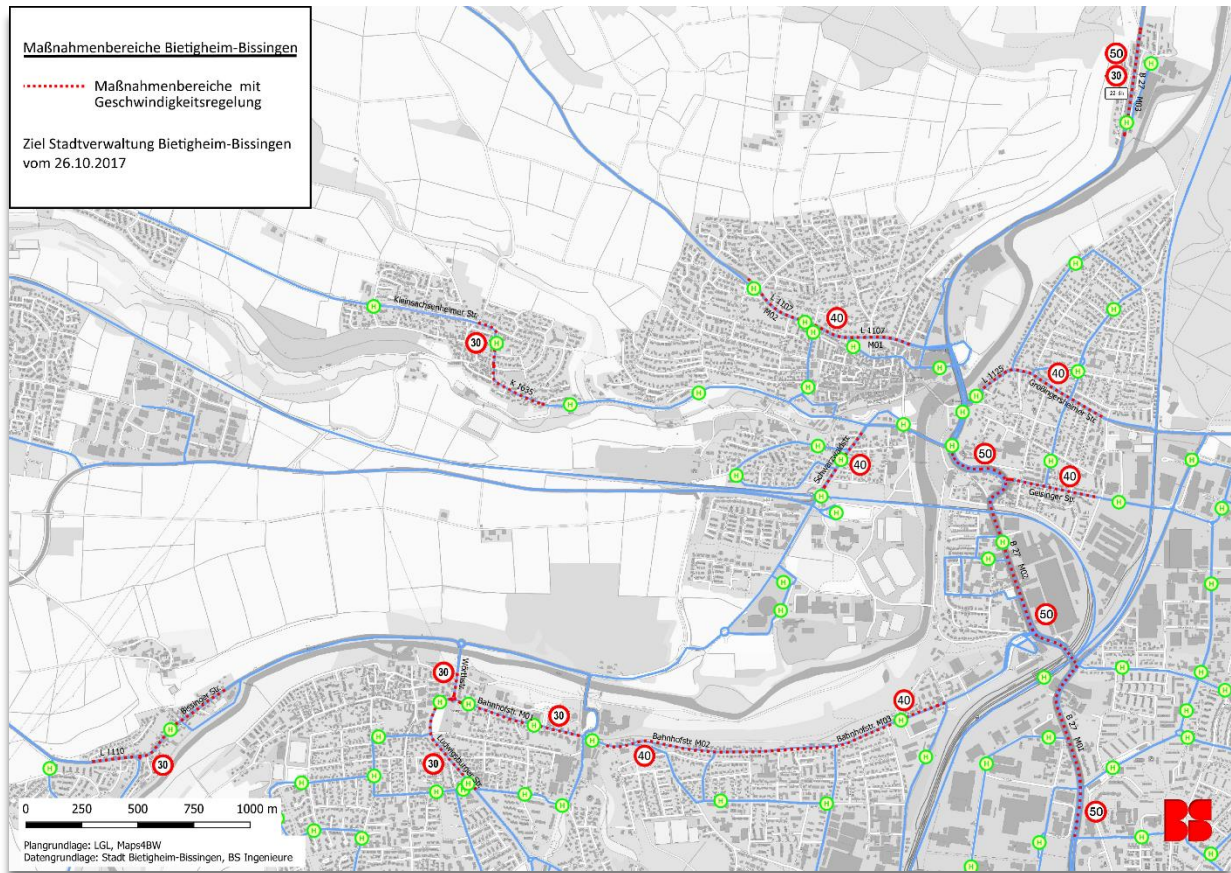 Maßnahmenbereiche Bietigheim-Bissingen
Maßnahmenbereiche mit
Geschwindigkeitsregelung
Ziel Stadtverwaltung Bietigheim-Bissingen
vom 26.10.2017
50
30
H
B 27 M03
H
H
H
L 1107
M02
H
H
40
L 1107
M01
H
H
H
Kleinsachsenheimer Str.
30
H
K 1635
H
H
H
H
L 1125
40
H
Großingersheimer Str.
H
H
H
H
H
H
Schwarzwaldstr.
40
H
H
H
50
H
40
Geisinger Str.
H
H
H
H
H
B 27 M02
H
H
50
H
H
H
H
Bissinger Str.
H
L 1110
30
H
30
Wörthstr.
H
H
Bahnhofstr. M01
30
H
H
Ludwigsburger Str.
30
H
H
H
H
H
H
H
40
Bahnhofstr. M02
Bahnhofstr. M03
40
H
H
H
H
B 27 M01
H
H
H
H
H
50
H
H
H
H
H
H
0 250 500 750 1000 m
Plangrundlage: LGL, Maps4BW
Datengrundlage: Stadt Bietigheim-Bissingen, BS Ingenieure
BS